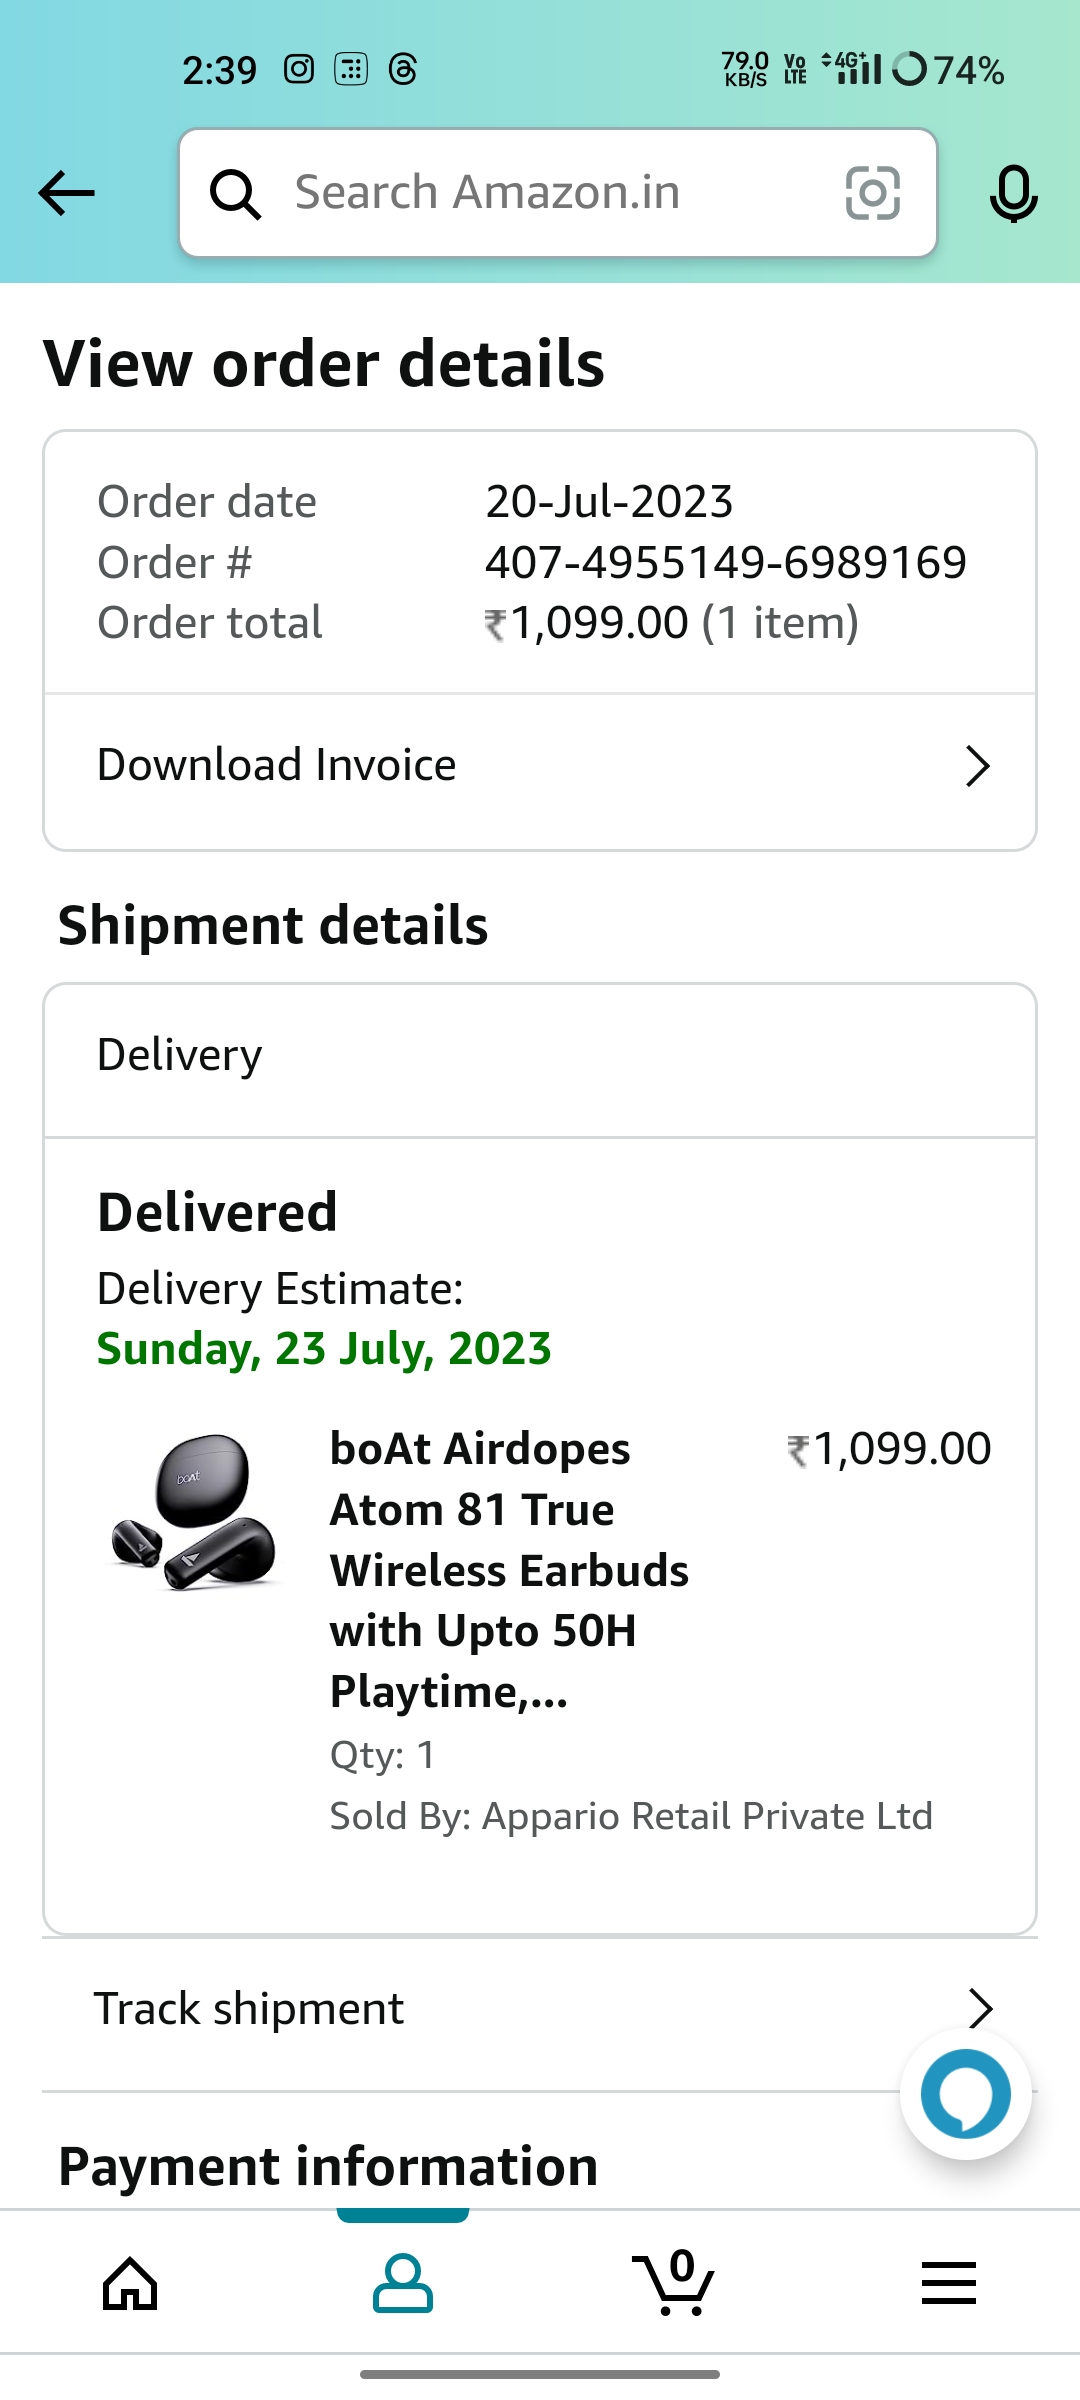 2:39
79.0 KB/S Vo LTE 4G+ 74%
Search Amazon.in
View order details
Order date 20-Jul-2023
Order # 407-4955149-6989169
Order total ₹1,099.00 (1 item)
Download Invoice
Shipment details
Delivery
Delivered
Delivery Estimate:
Sunday, 23 July, 2023
boAt
boAt Airdopes ₹1,099.00
Atom 81 True
Wireless Earbuds
with Upto 50H
Playtime,...
Qty: 1
Sold By: Appario Retail Private Ltd
Track shipment
Payment information
0